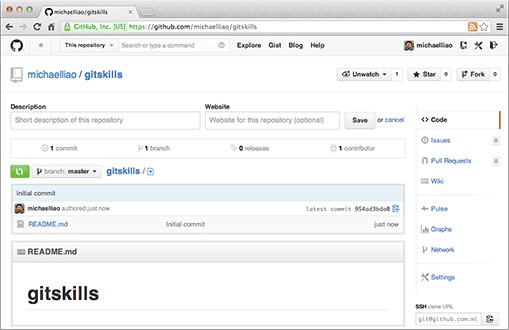 michaelliao/gitskills
GitHub, Inc. [US] https://github.com/michaelliao/gitskills
This repository Search or type a command Explore Gist Blog Help michaelliao
michaelliao / gitskills Unwatch 1 Star 0 Fork 0
Description Website
Short description of this repository Website for this repository (optional) Save or cancel
1 commit 1 branch 0 releases 1 contributor
branch: master gitskills /
Initial commit
michaelliao authored just now latest commit
README.md Initial commit just now
README.md
gitskills
Code
Issues 0
Pull Requests 0
Wiki
Pulse
Graphs
Network
Settings
SSH clone URL
git@github.com:mi